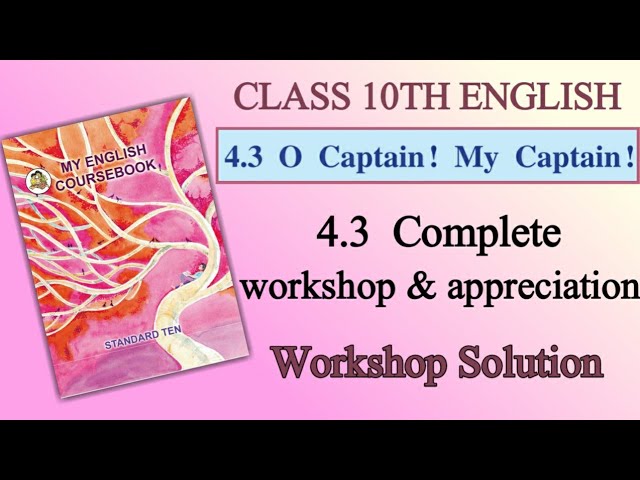 CLASS 10TH ENGLISH
4.3 O Captain! My Captain!
4.3 Complete
workshop & appreciation
Workshop Solution
MY ENGLISH
COURSEBOOK
STANDARD TEN